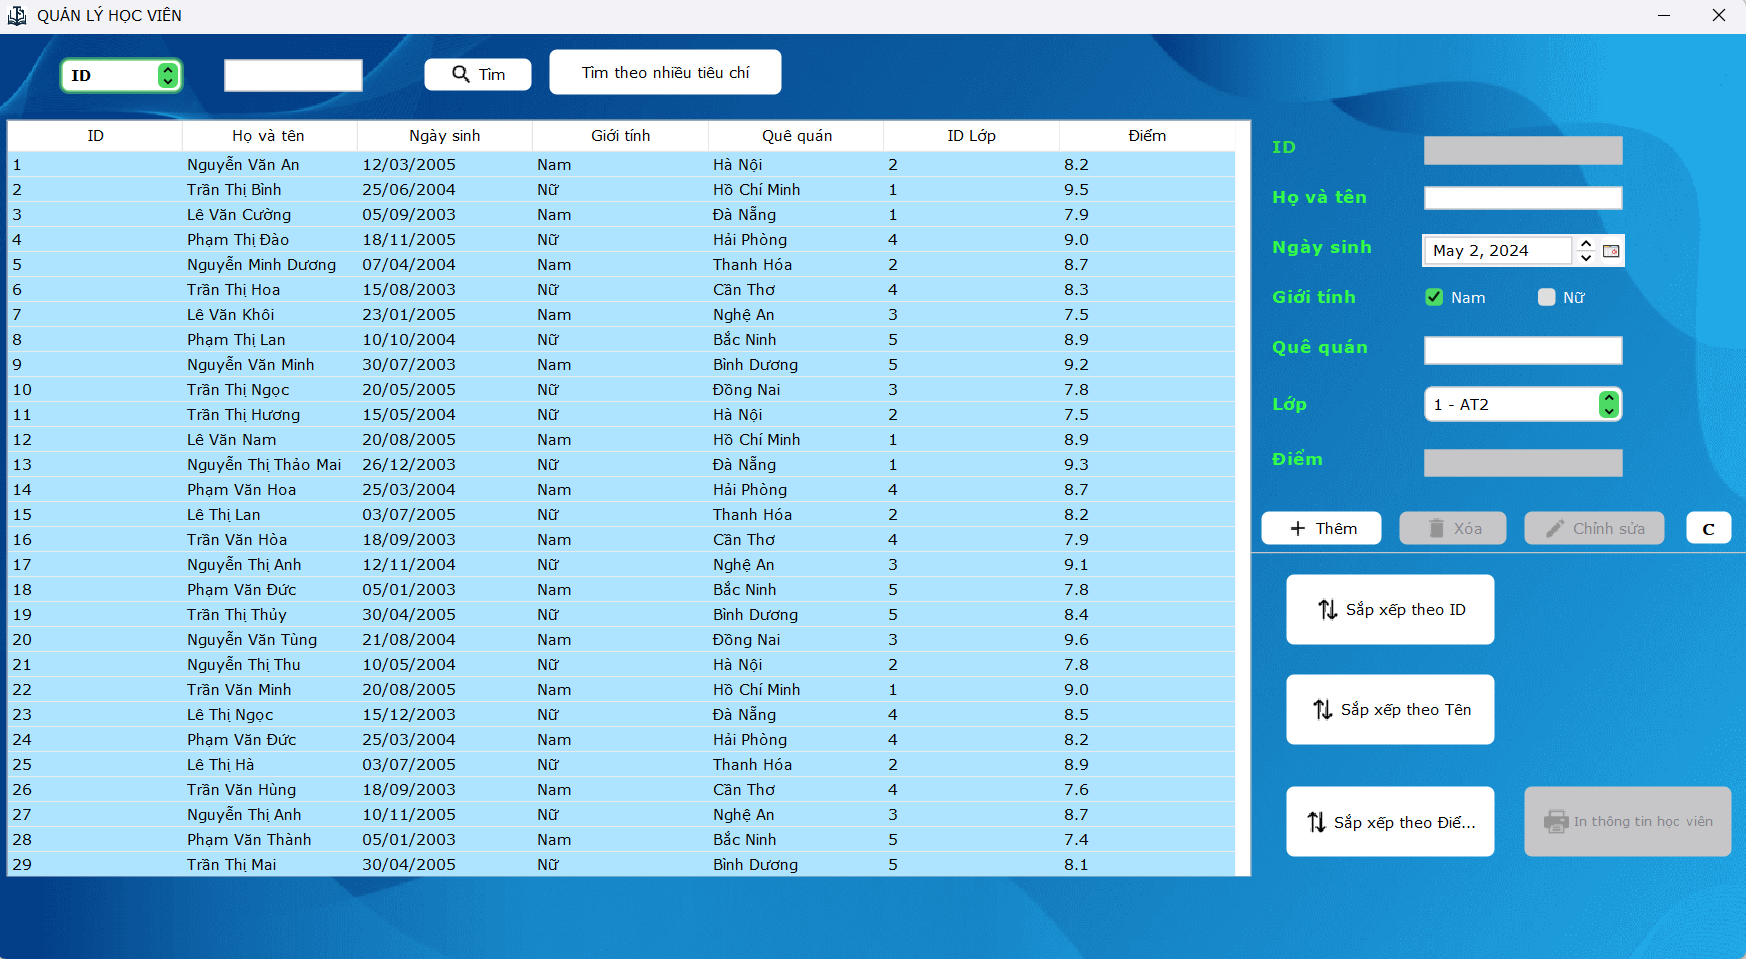 QUẢN LÝ HỌC VIÊN
ID Tìm Tìm theo nhiều tiêu chí
ID Họ và tên Ngày sinh Giới tính Quê quán ID Lớp Điểm
1 Nguyễn Văn An 12/03/2005 Nam Hà Nội 2 8.2
2 Trần Thị Bình 25/06/2004 Nữ Hồ Chí Minh 1 9.5
3 Lê Văn Cường 05/09/2003 Nam Đà Nẵng 1 7.9
4 Phạm Thị Đào 18/11/2005 Nữ Hải Phòng 4 9.0
5 Nguyễn Minh Dương 07/04/2004 Nam Thanh Hóa 2 8.7
6 Trần Thị Hoa 15/08/2003 Nữ Cần Thơ 4 8.3
7 Lê Văn Khôi 23/01/2005 Nam Nghệ An 3 7.5
8 Phạm Thị Lan 10/10/2004 Nữ Bắc Ninh 5 8.9
9 Nguyễn Văn Minh 30/07/2003 Nam Bình Dương 5 9.2
10 Trần Thị Ngọc 20/05/2005 Nữ Đồng Nai 3 7.8
11 Trần Thị Hương 15/05/2004 Nữ Hà Nội 2 7.5
12 Lê Văn Nam 20/08/2005 Nam Hồ Chí Minh 1 8.9
13 Nguyễn Thị Thảo Mai 26/12/2003 Nữ Đà Nẵng 1 9.3
14 Phạm Văn Hoa 25/03/2004 Nam Hải Phòng 4 8.7
15 Lê Thị Lan 03/07/2005 Nữ Thanh Hóa 2 8.2
16 Trần Văn Hòa 18/09/2003 Nam Cần Thơ 4 7.9
17 Nguyễn Thị Anh 12/11/2004 Nữ Nghệ An 3 9.1
18 Phạm Văn Đức 05/01/2003 Nam Bắc Ninh 5 7.8
19 Trần Thị Thủy 30/04/2005 Nữ Bình Dương 5 8.4
20 Nguyễn Văn Tùng 21/08/2004 Nam Đồng Nai 3 9.6
21 Nguyễn Thị Thu 10/05/2004 Nữ Hà Nội 2 7.8
22 Trần Văn Minh 20/08/2005 Nam Hồ Chí Minh 1 9.0
23 Lê Thị Ngọc 15/12/2003 Nữ Đà Nẵng 4 8.5
24 Phạm Văn Đức 25/03/2004 Nam Hải Phòng 4 8.2
25 Lê Thị Hà 03/07/2005 Nữ Thanh Hóa 2 8.9
26 Trần Văn Hùng 18/09/2003 Nam Cần Thơ 4 7.6
27 Nguyễn Thị Anh 10/11/2005 Nữ Nghệ An 3 8.7
28 Phạm Văn Thành 05/01/2003 Nam Bắc Ninh 5 7.4
29 Trần Thị Mai 30/04/2005 Nữ Bình Dương 5 8.1
ID
Họ và tên
Ngày sinh May 2, 2024
Giới tính Nam Nữ
Quê quán
Lớp 1 - AT2
Điểm
Thêm Xóa Chỉnh sửa C
Sắp xếp theo ID
Sắp xếp theo Tên
Sắp xếp theo Điể... In thông tin học viên